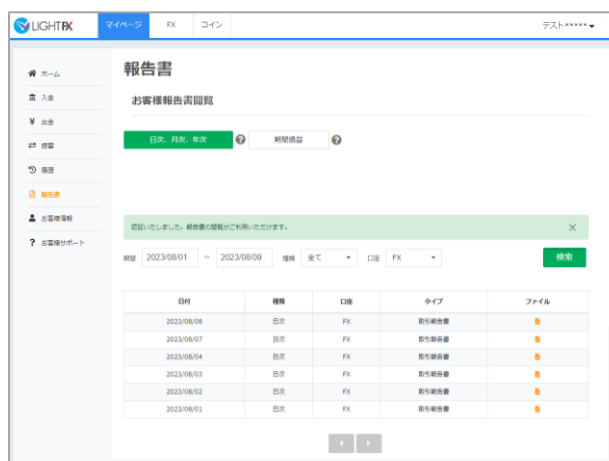 LIGHT FX
マイページ FX コイン テスト*****
ホーム
入金
出金
振替
履歴
報告書
お客様情報
お客様サポート
報告書
お客様報告書閲覧
日次、月次、年次 ? 期間損益 ?
認証いたしました。報告書の閲覧がご利用いただけます。 ×
期間 2023/08/01 ~ 2023/08/09 種類 全て 口座 FX 検索
日付 種類 口座 タイプ ファイル
2023/08/08 日次 FX 取引報告書
2023/08/07 日次 FX 取引報告書
2023/08/04 日次 FX 取引報告書
2023/08/03 日次 FX 取引報告書
2023/08/02 日次 FX 取引報告書
2023/08/01 日次 FX 取引報告書